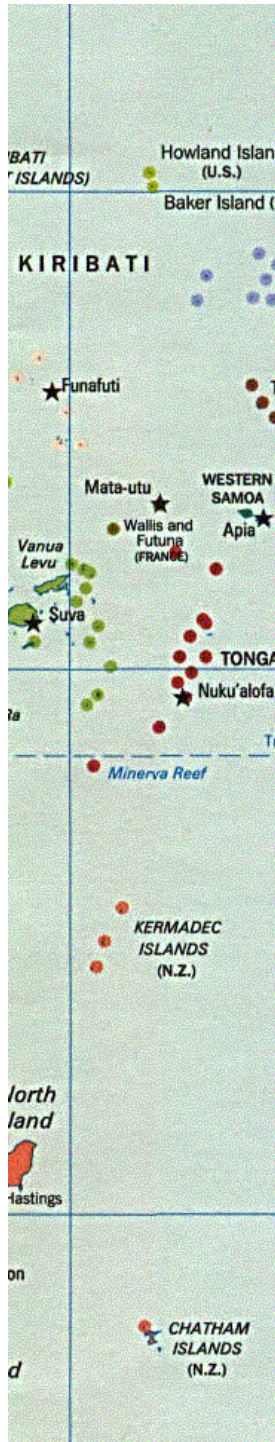 Howland Islan
(U.S.)
BATI
ISLANDS)
Baker Island (
KIRIBATI
Funafuti
Mata-utu
WESTERN
SAMOA
Wallis and
Futuna
(FRANCE)
Apia
Vanua
Levu
Suva
TONGA
Nuku'alofa
Minerva Reef
KERMADEC
ISLANDS
(N.Z.)
orth
land
Hastings
on
CHATHAM
ISLANDS
(N.Z.)
d